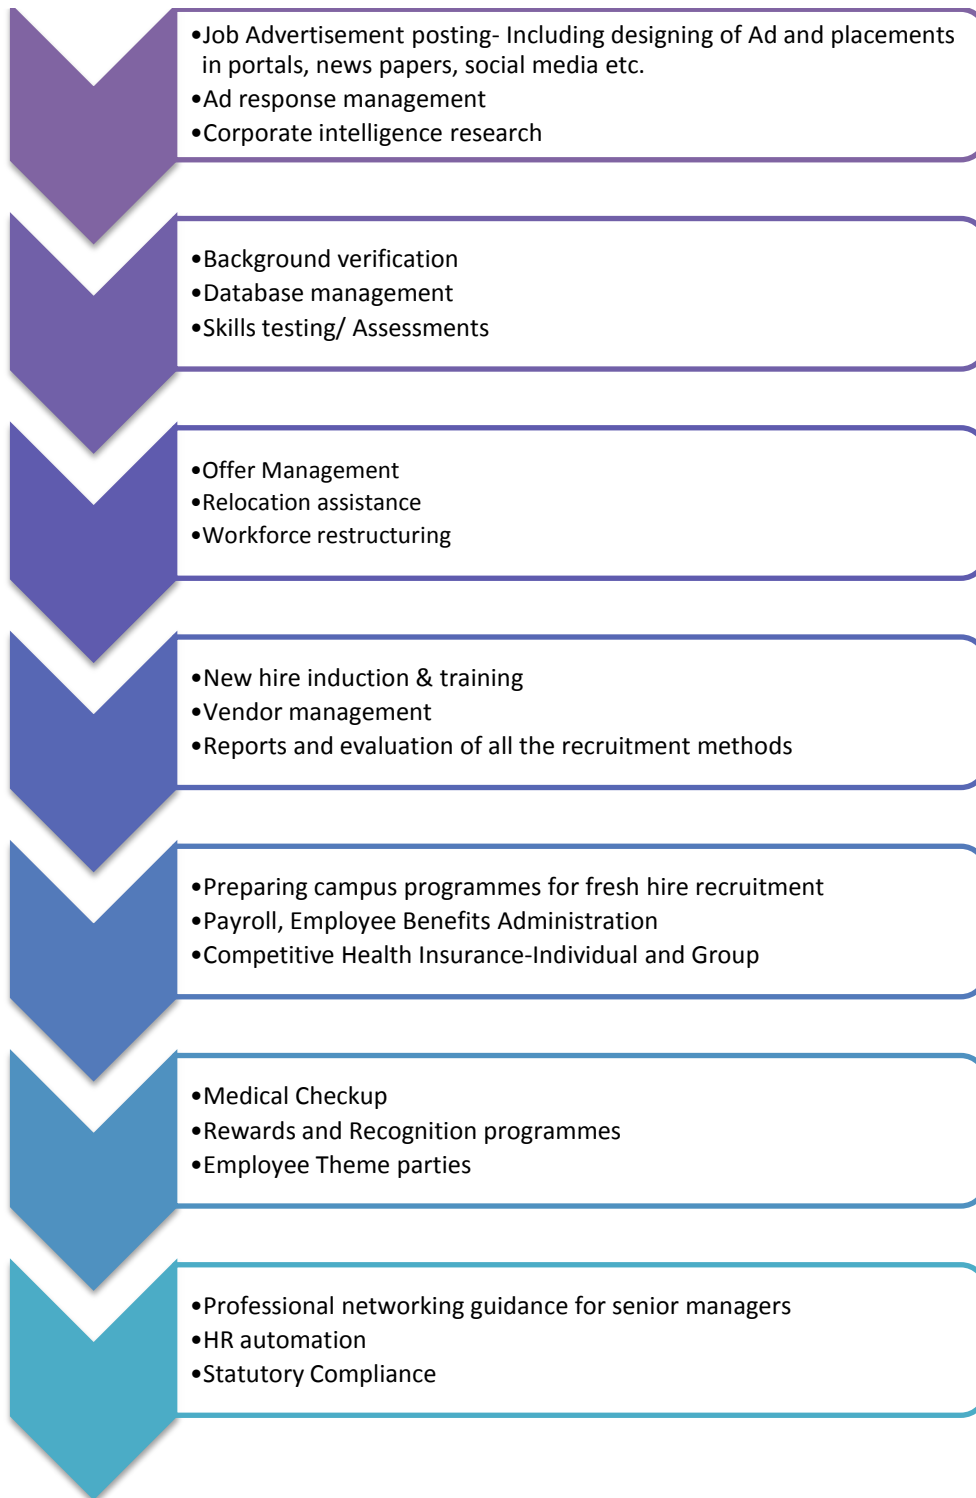 •Job Advertisement posting- Including designing of Ad and placements
in portals, news papers, social media etc.
•Ad response management
•Corporate intelligence research
•Background verification
•Database management
•Skills testing/ Assessments
•Offer Management
•Relocation assistance
•Workforce restructuring
•New hire induction & training
•Vendor management
•Reports and evaluation of all the recruitment methods
•Preparing campus programmes for fresh hire recruitment
•Payroll, Employee Benefits Administration
•Competitive Health Insurance-Individual and Group
•Medical Checkup
•Rewards and Recognition programmes
•Employee Theme parties
•Professional networking guidance for senior managers
•HR automation
•Statutory Compliance